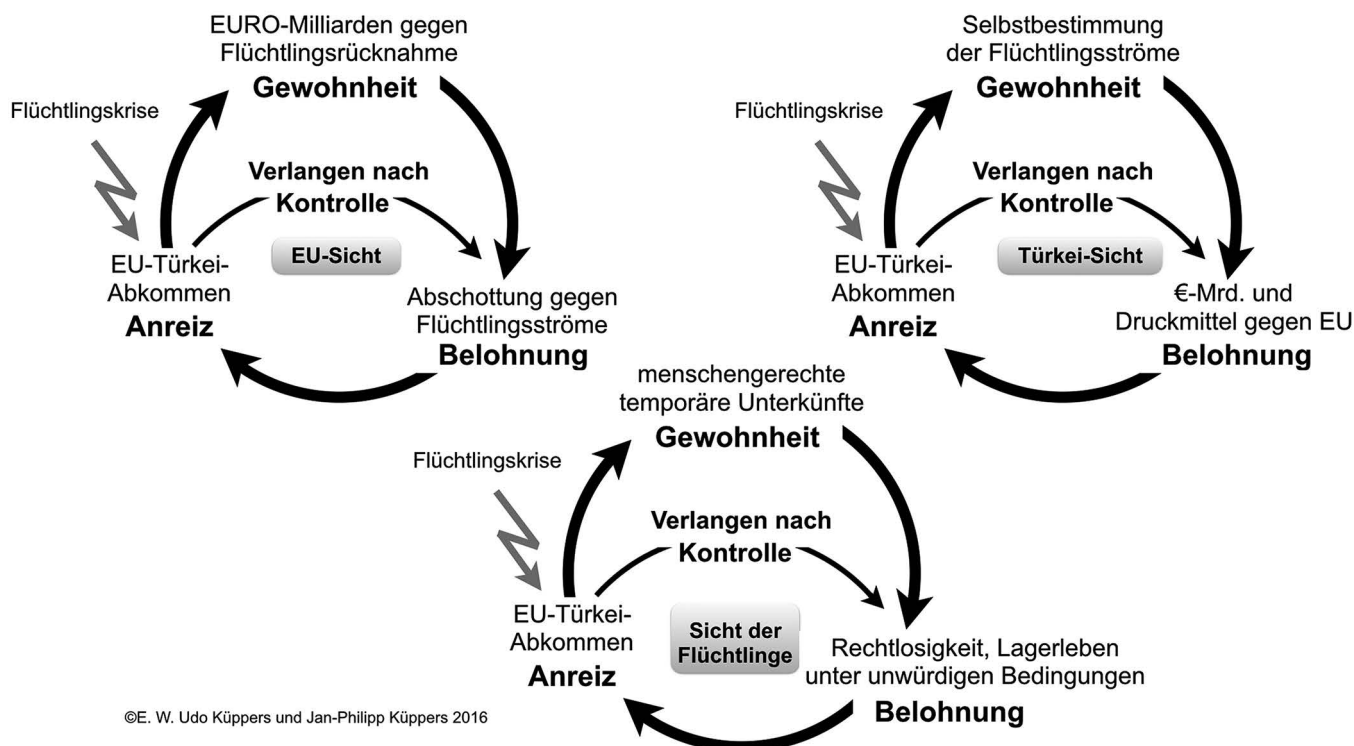 EURO-Milliarden gegen
Flüchtlingsrücknahme
Gewohnheit
Flüchtlingskrise
Verlangen nach
Kontrolle
EU-Sicht
EU-Türkei-
Abkommen
Anreiz
Abschottung gegen
Flüchtlingsströme
Belohnung
Selbstbestimmung
der Flüchtlingsströme
Gewohnheit
Flüchtlingskrise
Verlangen nach
Kontrolle
Türkei-Sicht
EU-Türkei-
Abkommen
Anreiz
€-Mrd. und
Druckmittel gegen EU
Belohnung
menschengerechte
temporäre Unterkünfte
Gewohnheit
Flüchtlingskrise
Verlangen nach
Kontrolle
Sicht der
Flüchtlinge
EU-Türkei-
Abkommen
Anreiz
Rechtlosigkeit, Lagerleben
unter unwürdigen Bedingungen
Belohnung
©E. W. Udo Küppers und Jan-Philipp Küppers 2016